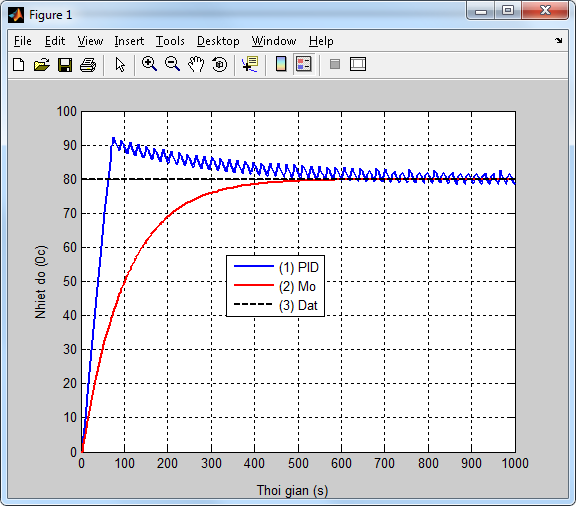 Figure 1
File Edit View Insert Tools Desktop Window Help
100
90
80
70
60
50
40
30
20
10
0
Nhiet do (0c)
(1) PID
(2) Mo
(3) Dat
0 100 200 300 400 500 600 700 800 900 1000
Thoi gian (s)